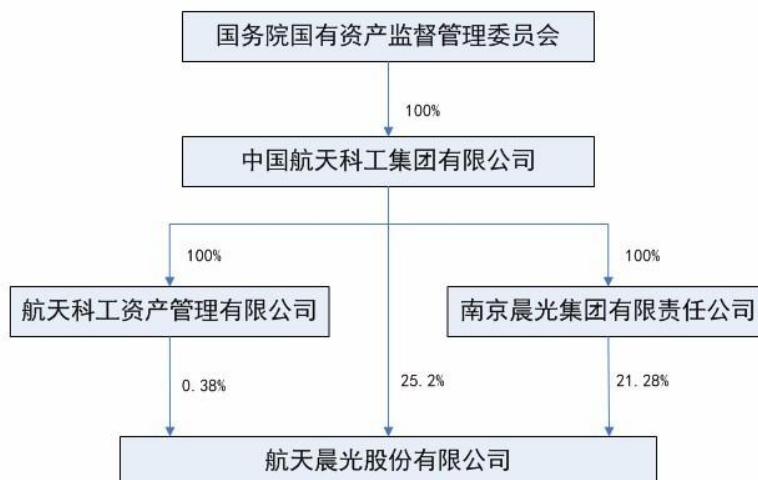 国务院国有资产监督管理委员会
100%
中国航天科工集团有限公司
100%
100%
航天科工资产管理有限公司
南京晨光集团有限责任公司
0.38%
25.2%
21.28%
航天晨光股份有限公司